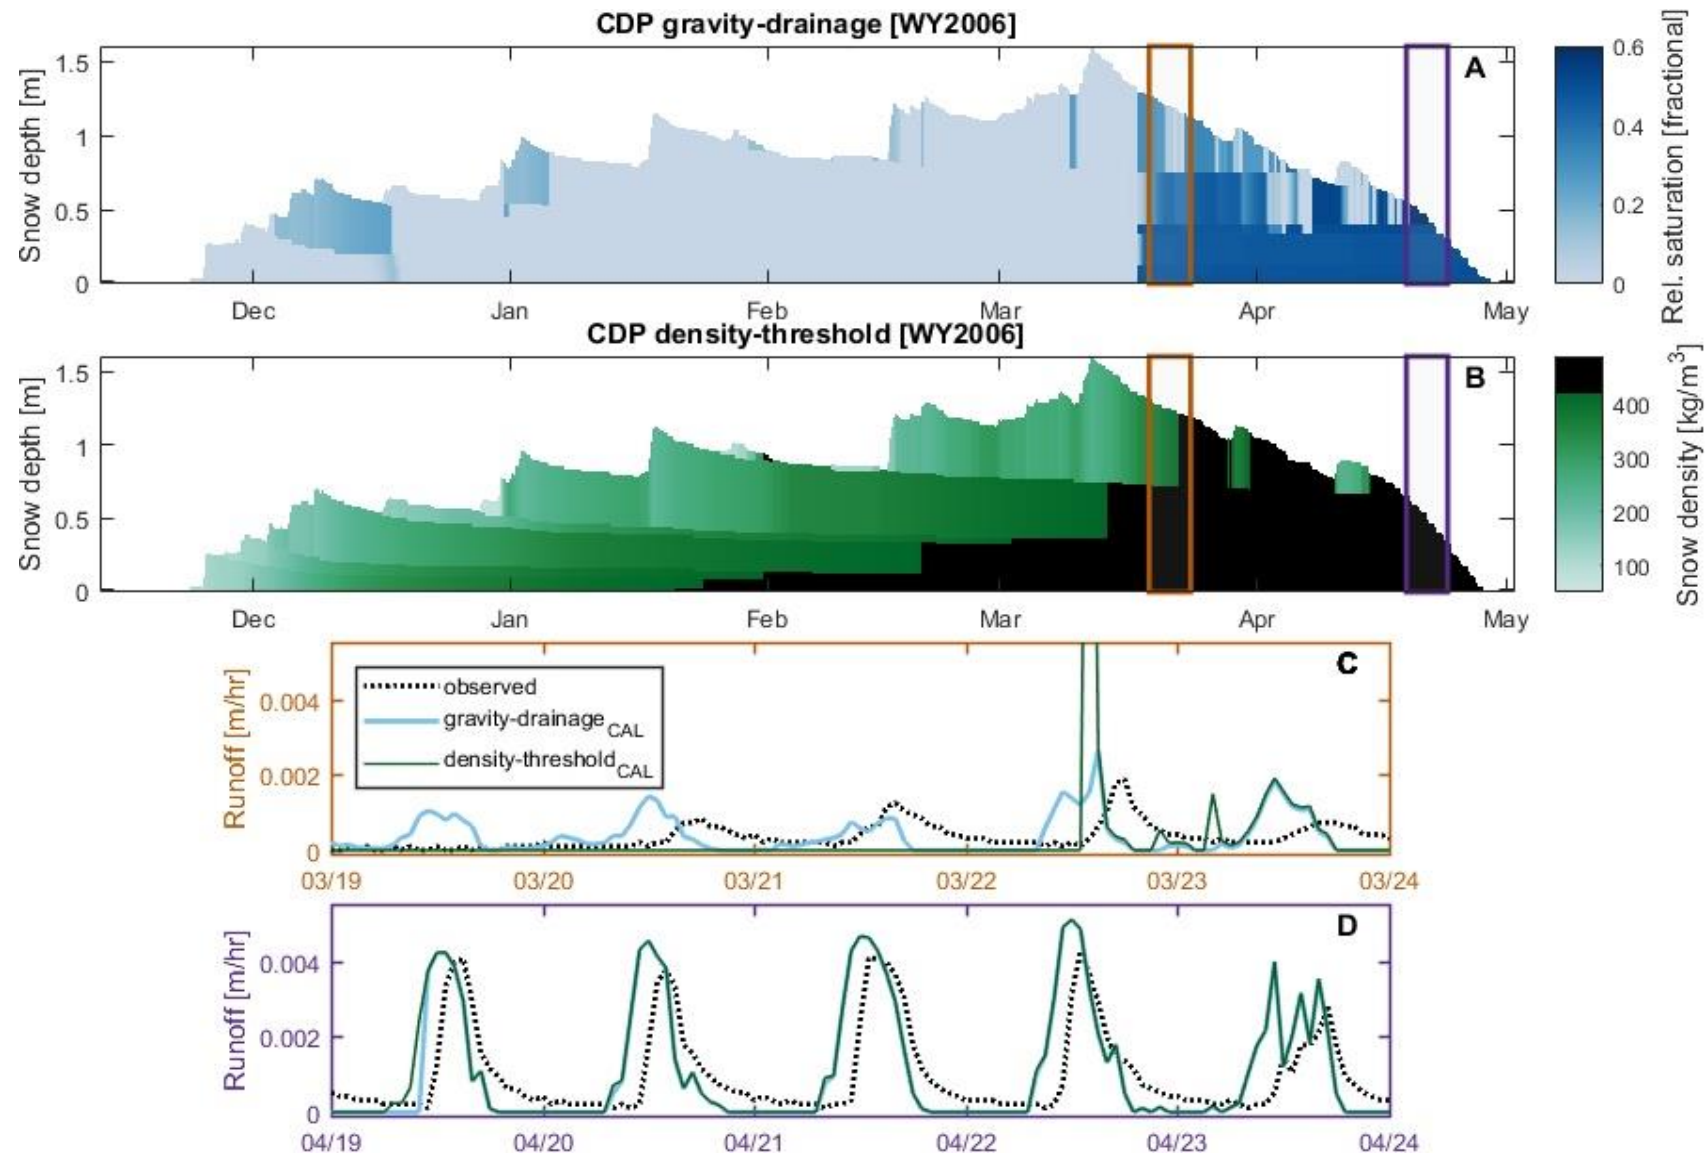 CDP gravity-drainage [WY2006]
A
Snow depth [m]
1.5
1
0.5
0
Dec Jan Feb Mar Apr May
0.6
0.4
0.2
0
Rel. saturation [fractional]
CDP density-threshold [WY2006]
B
Snow depth [m]
1.5
1
0.5
0
Dec Jan Feb Mar Apr May
400
300
200
100
Snow density [kg/m³]
C
Runoff [m/hr]
0.004
0.002
0
observed
gravity-drainage CAL
density-threshold CAL
03/19 03/20 03/21 03/22 03/23 03/24
D
Runoff [m/hr]
0.004
0.002
0
04/19 04/20 04/21 04/22 04/23 04/24